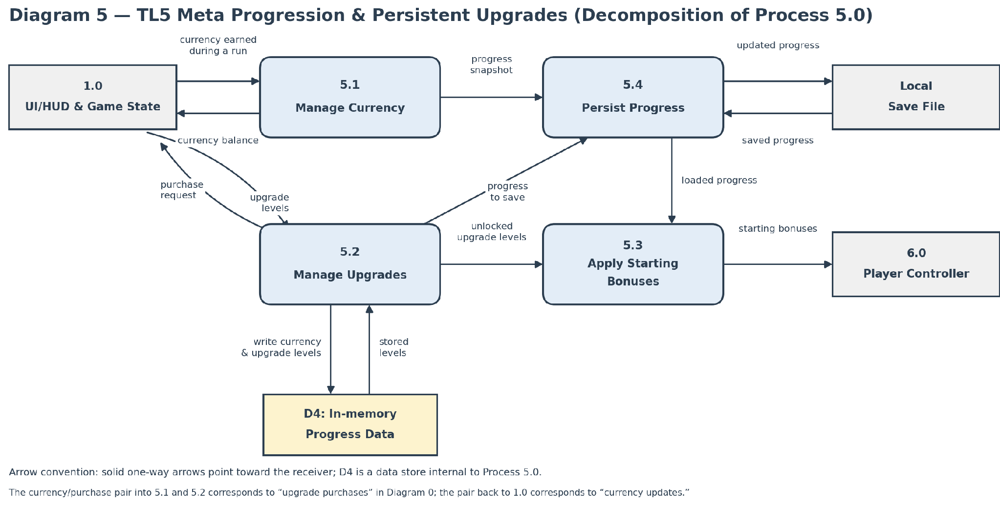 Diagram 5 — TL5 Meta Progression & Persistent Upgrades (Decomposition of Process 5.0)
currency earned
during a run
updated progress
progress
snapshot
1.0
UI/HUD & Game State
5.1
Manage Currency
5.4
Persist Progress
Local
Save File
currency balance
saved progress
purchase
request
upgrade
levels
progress
to save
loaded progress
unlocked
upgrade levels
starting bonuses
5.2
Manage Upgrades
5.3
Apply Starting
Bonuses
6.0
Player Controller
write currency
& upgrade levels
stored
levels
D4: In-memory
Progress Data
Arrow convention: solid one-way arrows point toward the receiver; D4 is a data store internal to Process 5.0.
The currency/purchase pair into 5.1 and 5.2 corresponds to “upgrade purchases” in Diagram 0; the pair back to 1.0 corresponds to “currency updates.”